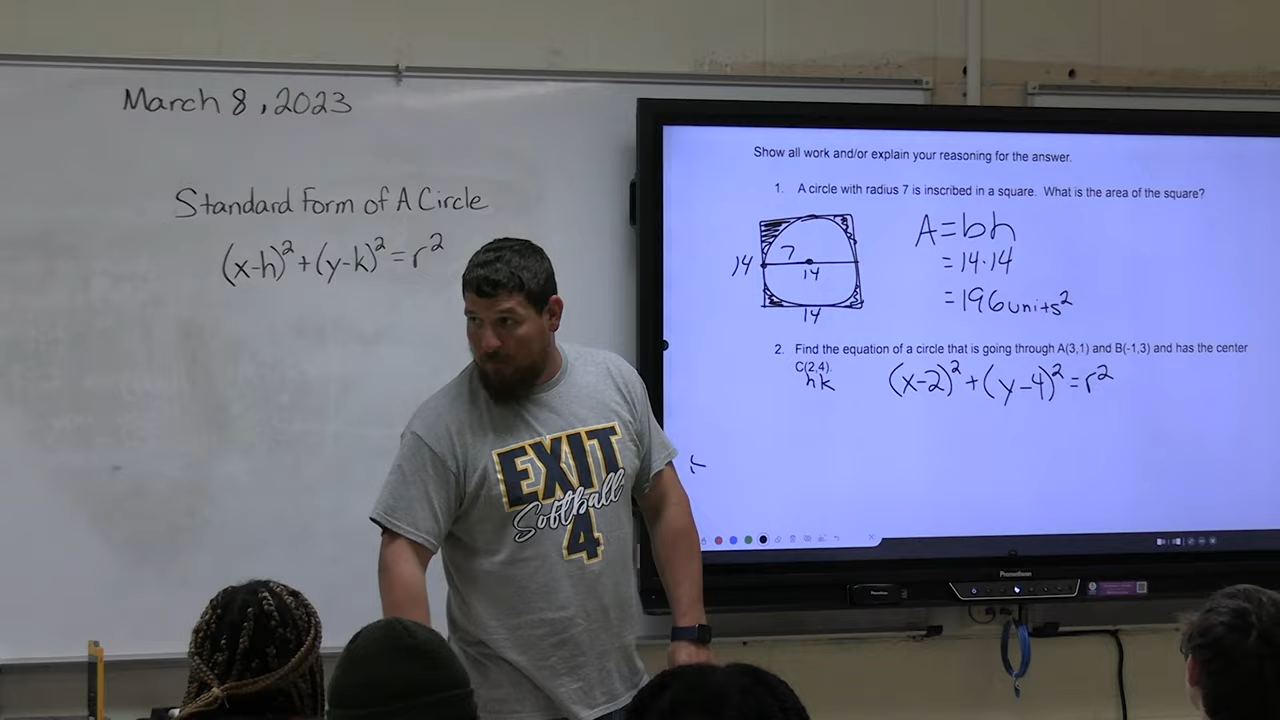 March 8, 2023
Standard Form of A Circle
(x-h)² + (y-k)² = r²
Show all work and/or explain your reasoning for the answer.
1. A circle with radius 7 is inscribed in a square. What is the area of the square?
7
14
14
14
A = bh
= 14·14
= 196 units²
2. Find the equation of a circle that is going through A(3,1) and B(-1,3) and has the center
C(2,4).
h k
(x-2)² + (y-4)² = r²
EXIT
Softball
4
Promethean